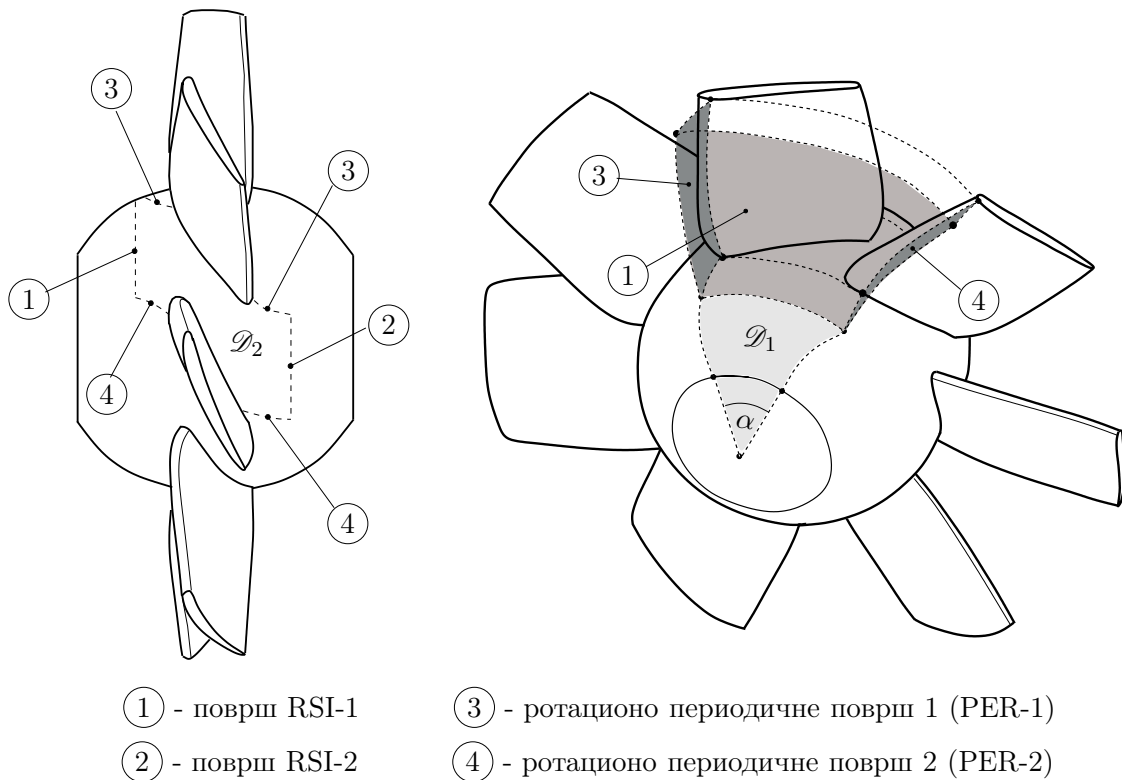 3
3
3
1
1
2
4
4
4
𝒟₂
𝒟₁
α
1 - површ RSI-1
3 - ротационо периодичне површ 1 (PER-1)
2 - површ RSI-2
4 - ротационо периодичне површ 2 (PER-2)